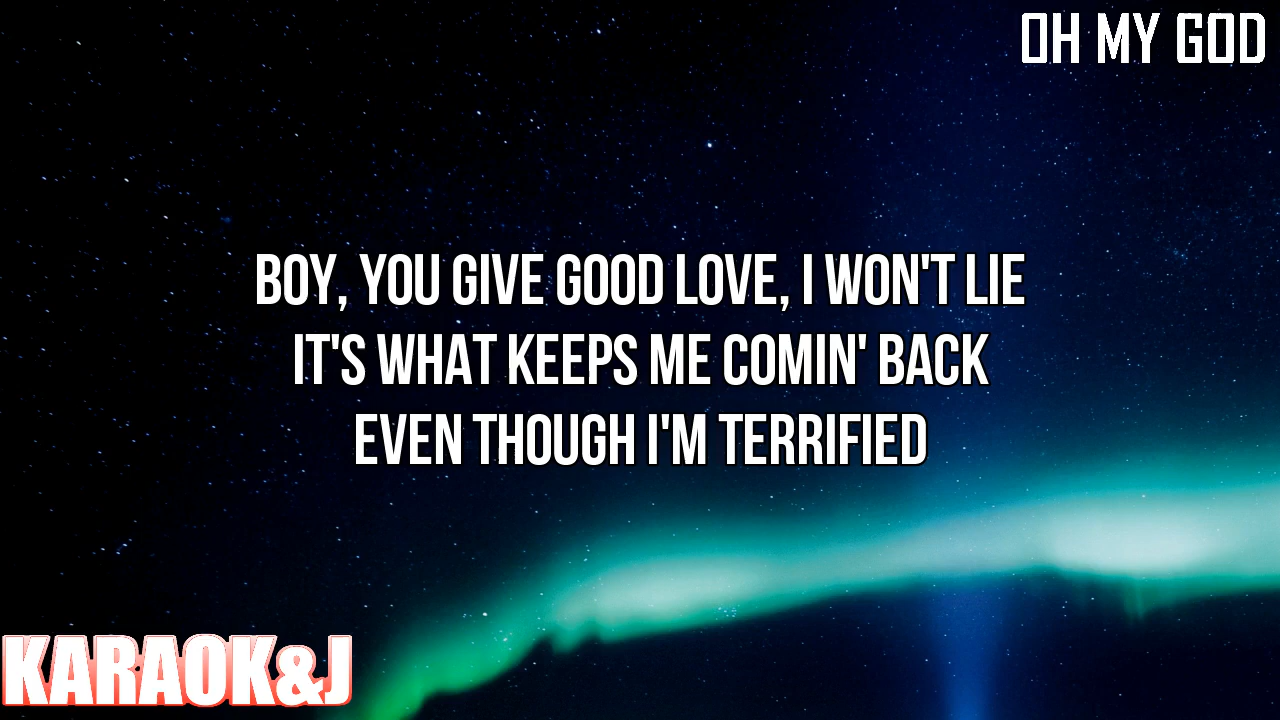 OH MY GOD
BOY, YOU GIVE GOOD LOVE, I WON'T LIE
IT'S WHAT KEEPS ME COMIN' BACK
EVEN THOUGH I'M TERRIFIED
KARAOK&J